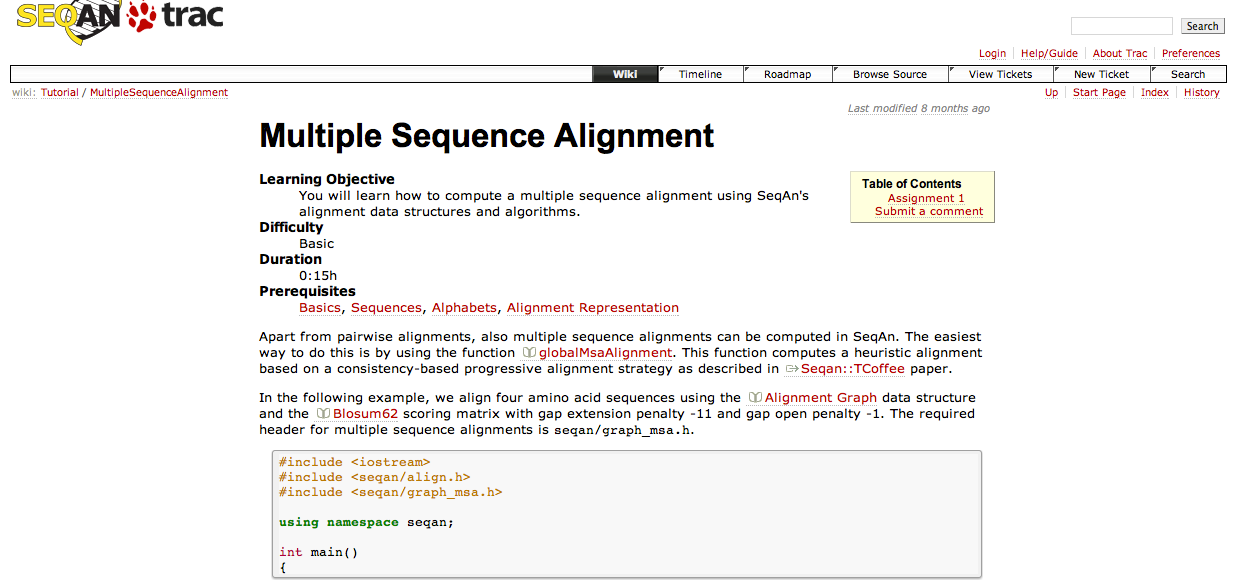 SEQAN trac
Search
Login Help/Guide About Trac Preferences
Wiki Timeline Roadmap Browse Source View Tickets New Ticket Search
wiki: Tutorial / MultipleSequenceAlignment
Up Start Page Index History
Last modified 8 months ago
Multiple Sequence Alignment
Learning Objective
You will learn how to compute a multiple sequence alignment using SeqAn's
alignment data structures and algorithms.
Difficulty
Basic
Duration
0:15h
Prerequisites
Basics, Sequences, Alphabets, Alignment Representation
Table of Contents
Assignment 1
Submit a comment
Apart from pairwise alignments, also multiple sequence alignments can be computed in SeqAn. The easiest
way to do this is by using the function globalMsaAlignment. This function computes a heuristic alignment
based on a consistency-based progressive alignment strategy as described in Seqan::TCoffee paper.
In the following example, we align four amino acid sequences using the Alignment Graph data structure
and the Blosum62 scoring matrix with gap extension penalty -11 and gap open penalty -1. The required
header for multiple sequence alignments is seqan/graph_msa.h.
#include <iostream>
#include <seqan/align.h>
#include <seqan/graph_msa.h>
using namespace seqan;
int main()
{